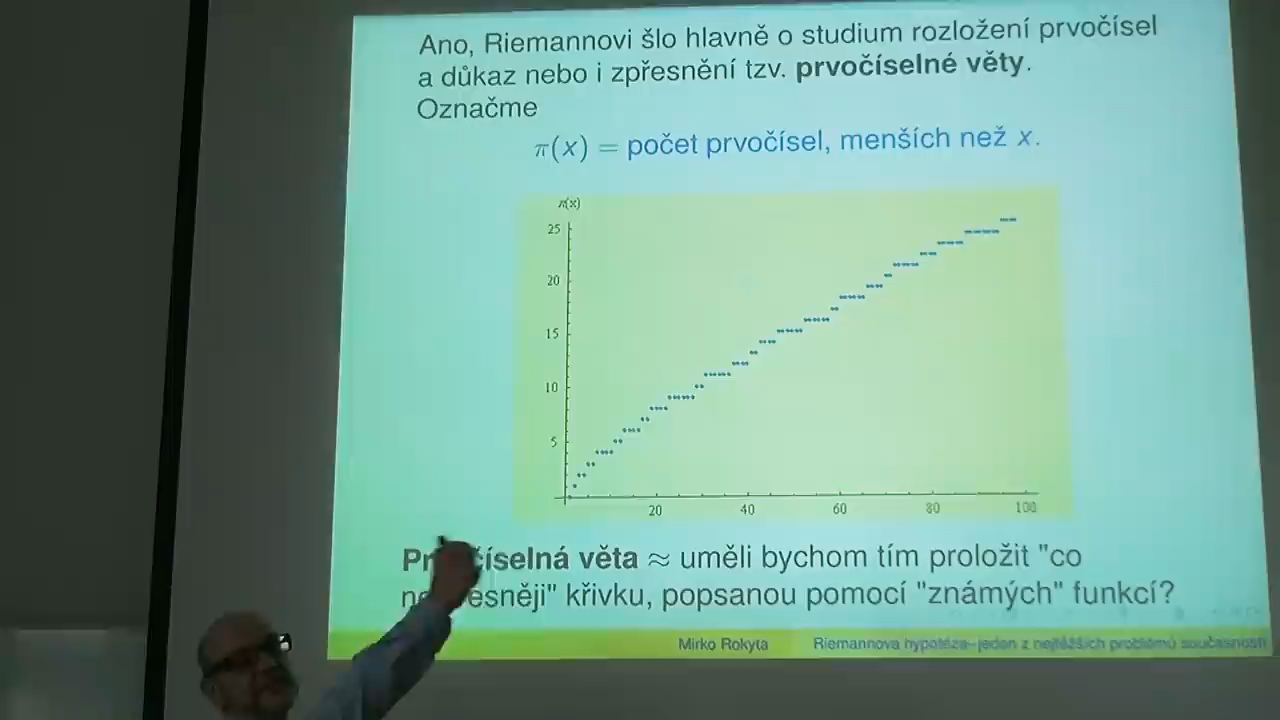 Ano, Riemannovi šlo hlavně o studium rozložení prvočísel
a důkaz nebo i zpřesnění tzv. prvočíselné věty.
Označme
π(x) = počet prvočísel, menších než x.
π(x)
25
20
15
10
5
20 40 60 80 100
věta ≈ uměli bychom tím proložit "co
křivku, popsanou pomocí "známých" funkcí?
Mirko Rokyta Riemannova hypotéza–jeden z nejtěžších problémů současnosti